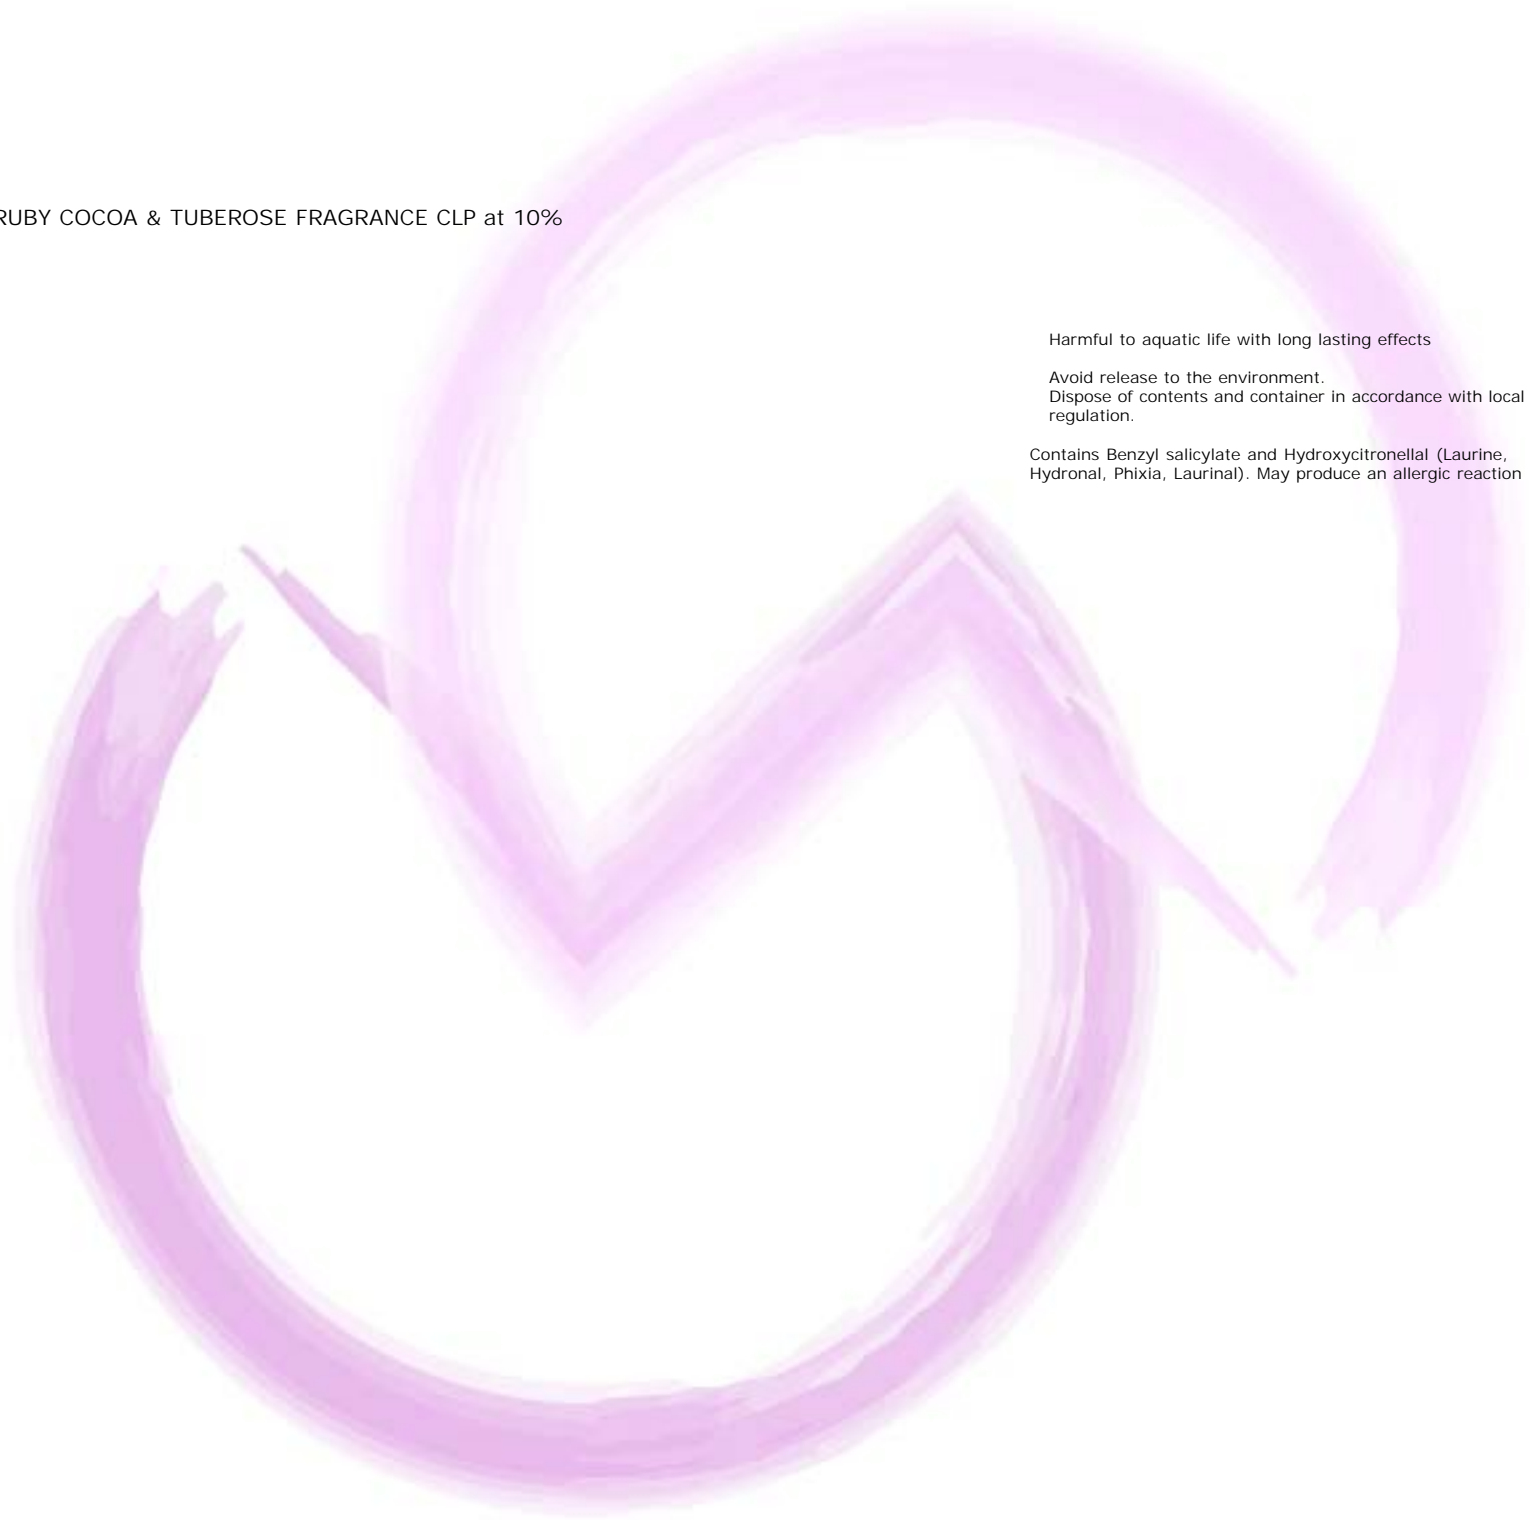 RUBY COCOA & TUBEROSE FRAGRANCE CLP at 10%
Harmful to aquatic life with long lasting effects
Avoid release to the environment.
Dispose of contents and container in accordance with local
regulation.
Contains Benzyl salicylate and Hydroxycitronellal (Laurine,
Hydronal, Phixia, Laurinal). May produce an allergic reaction